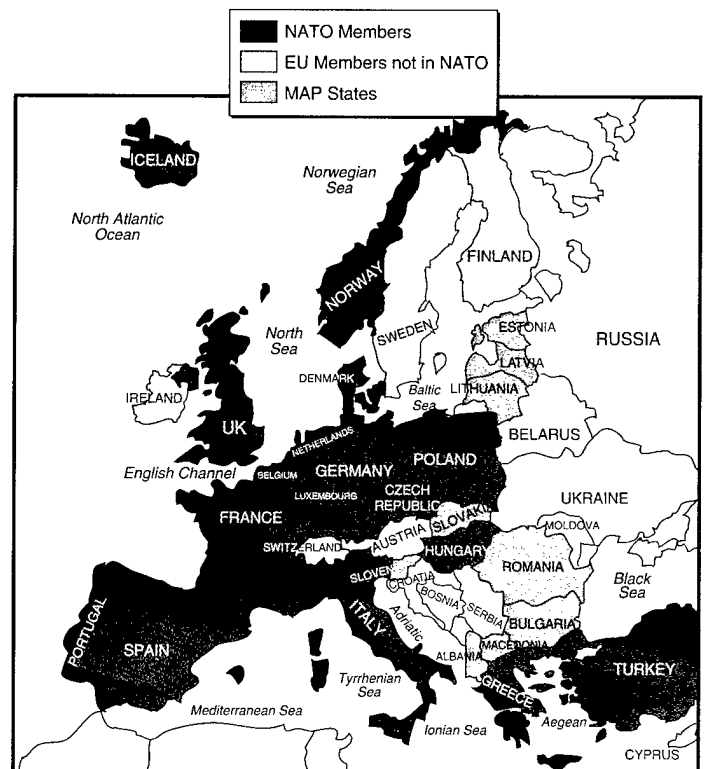 NATO Members
EU Members not in NATO
MAP States
ICELAND
Norwegian
Sea
North Atlantic
Ocean
FINLAND
NORWAY
SWEDEN
North
Sea
ESTONIA
RUSSIA
LATVIA
DENMARK
LITHUANIA
Baltic
Sea
IRELAND
UK
NETHERLANDS
BELARUS
English Channel
BELGIUM
GERMANY
POLAND
LUXEMBOURG
CZECH
REPUBLIC
UKRAINE
FRANCE
SLOVAKI
AUSTRIA
MOLDOVA
SWITZERLAND
HUNGARY
ROMANIA
SLOVEN
CROATIA
BOSNIA
SERBIA
Black
Sea
PORTUGAL
SPAIN
ITALY
Adriatic
BULGARIA
MACEDONIA
ALBANIA
Tyrrhenian
Sea
TURKEY
GREECE
Mediterranean Sea
Ionian Sea
Aegean
CYPRUS